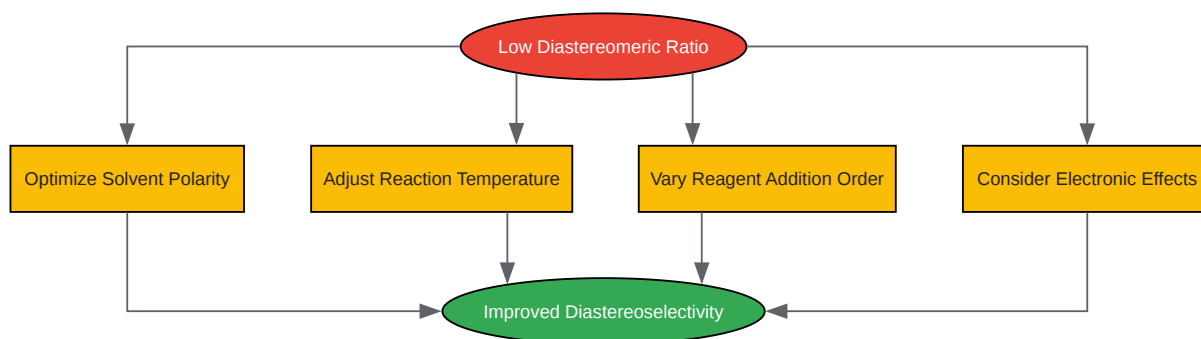 Low Diastereomeric Ratio
Optimize Solvent Polarity
Adjust Reaction Temperature
Vary Reagent Addition Order
Consider Electronic Effects
Improved Diastereoselectivity